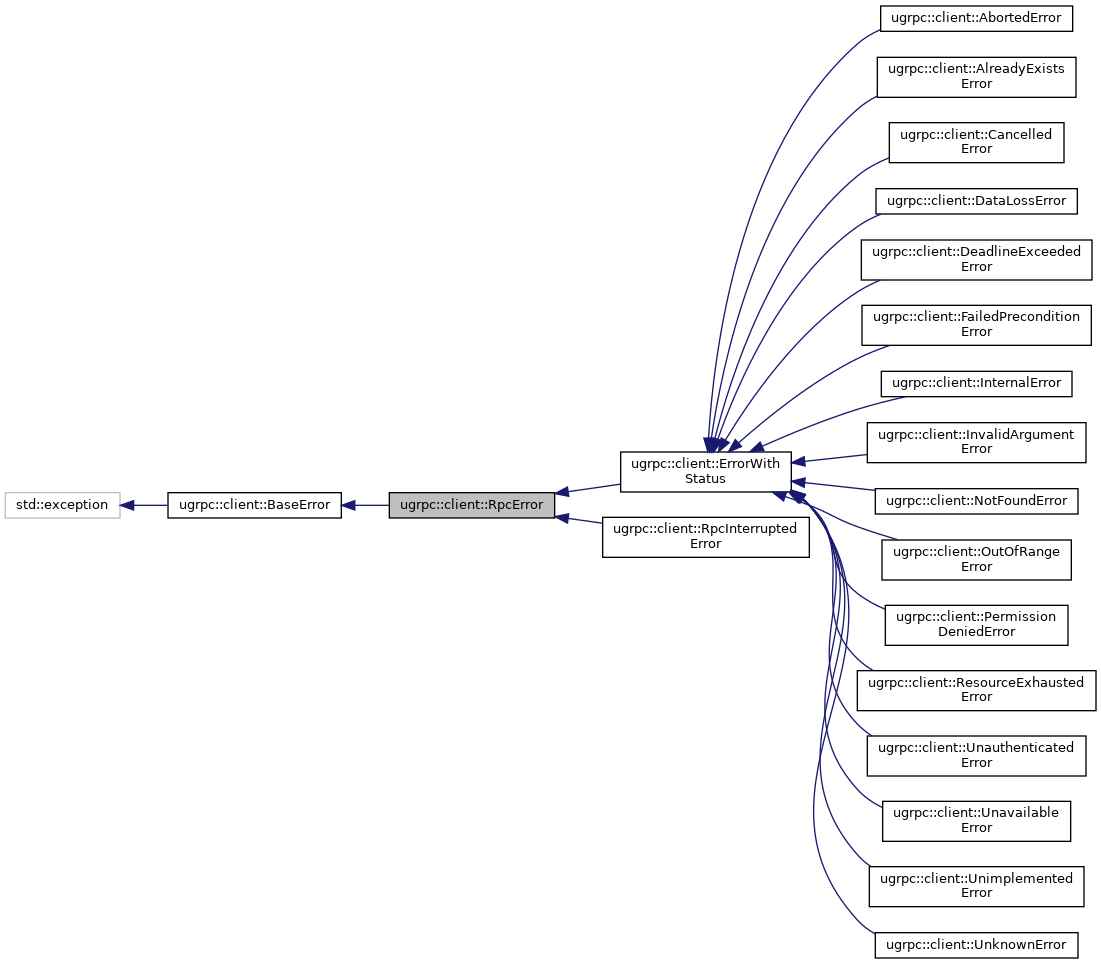 std::exception
ugrpc::client::BaseError
ugrpc::client::RpcError
ugrpc::client::ErrorWith
Status
ugrpc::client::RpcInterrupted
Error
ugrpc::client::AbortedError
ugrpc::client::AlreadyExists
Error
ugrpc::client::Cancelled
Error
ugrpc::client::DataLossError
ugrpc::client::DeadlineExceeded
Error
ugrpc::client::FailedPrecondition
Error
ugrpc::client::InternalError
ugrpc::client::InvalidArgument
Error
ugrpc::client::NotFoundError
ugrpc::client::OutOfRange
Error
ugrpc::client::Permission
DeniedError
ugrpc::client::ResourceExhausted
Error
ugrpc::client::Unauthenticated
Error
ugrpc::client::Unavailable
Error
ugrpc::client::Unimplemented
Error
ugrpc::client::UnknownError